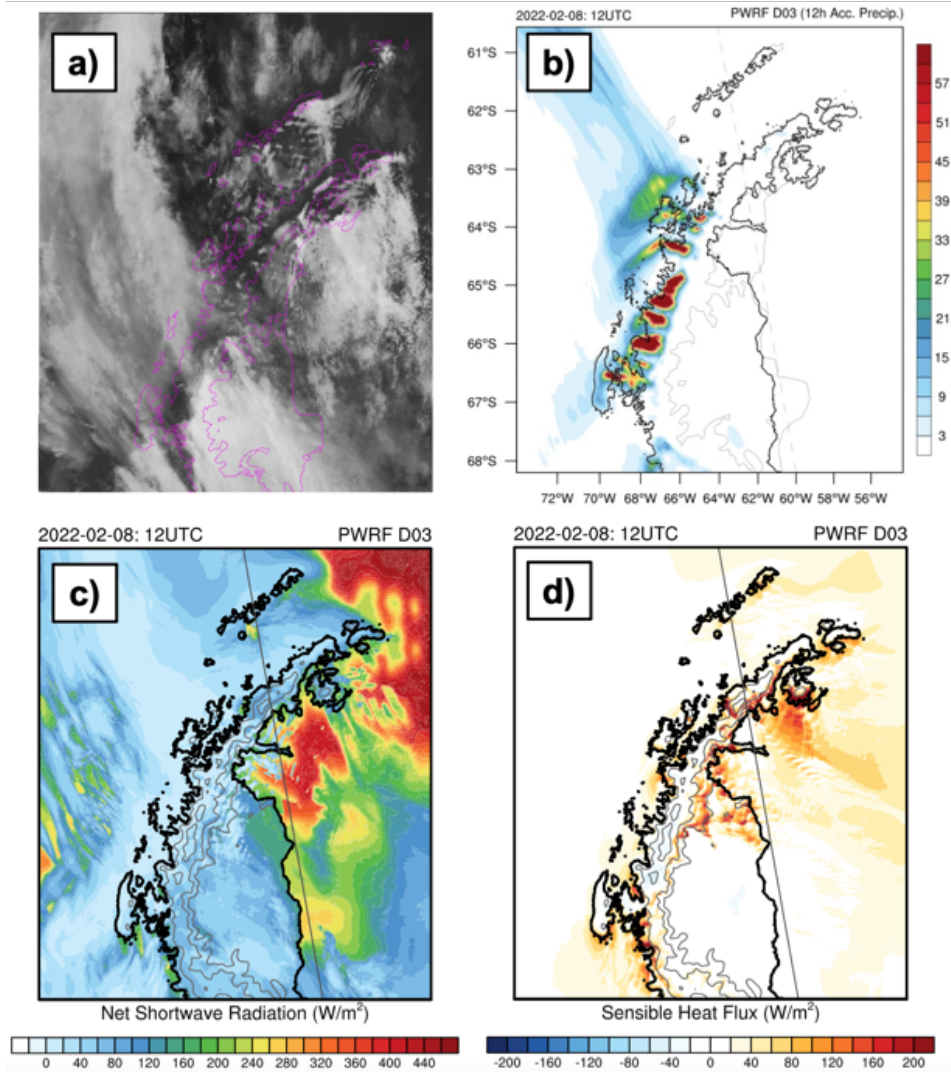 a)
2022-02-08: 12UTC PWRF D03 (12h Acc. Precip.)
b)
61°S
62°S
63°S
64°S
65°S
66°S
67°S
68°S
72°W 70°W 68°W 66°W 64°W 62°W 60°W 58°W 56°W
57
51
45
39
33
27
21
15
9
3
2022-02-08: 12UTC PWRF D03
c)
Net Shortwave Radiation (W/m²)
0 40 80 120 160 200 240 280 320 360 400 440
2022-02-08: 12UTC PWRF D03
d)
Sensible Heat Flux (W/m²)
-200 -160 -120 -80 -40 0 40 80 120 160 200